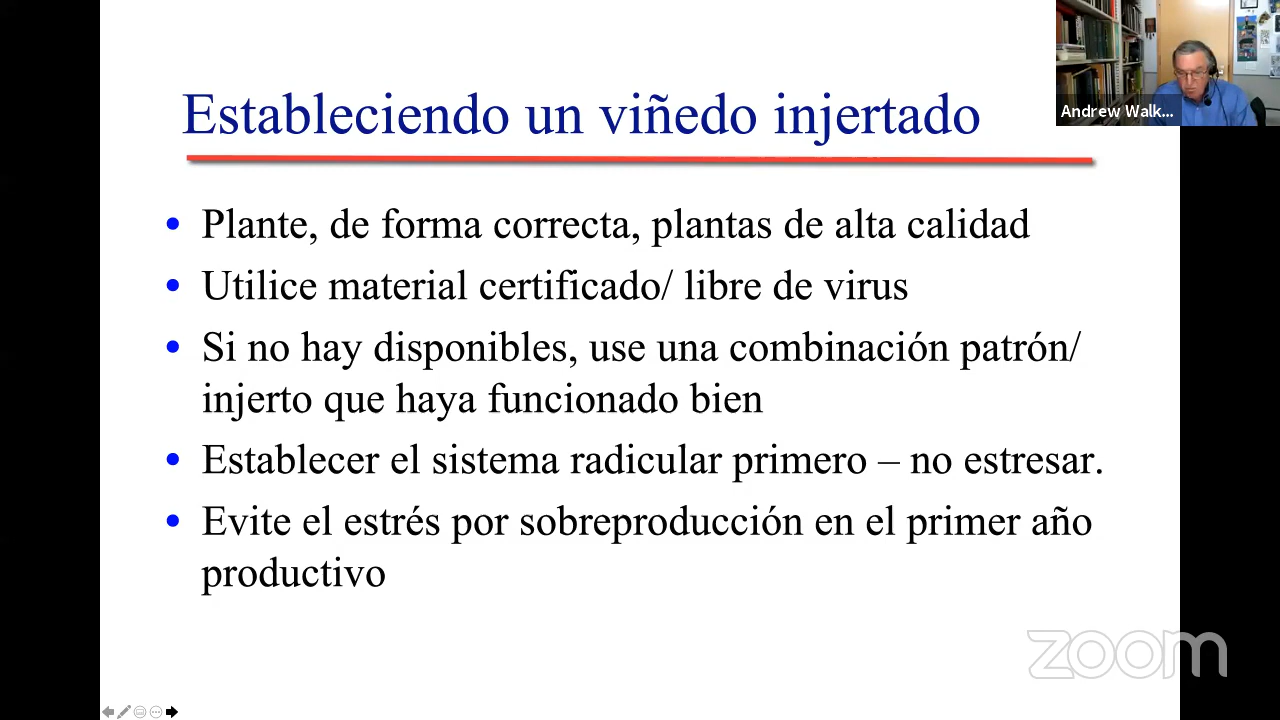 Estableciendo un viñedo injertado
Andrew Walk...
• Plante, de forma correcta, plantas de alta calidad
• Utilice material certificado/ libre de virus
• Si no hay disponibles, use una combinación patrón/
injerto que haya funcionado bien
• Establecer el sistema radicular primero – no estresar.
• Evite el estrés por sobreproducción en el primer año
productivo
zoom